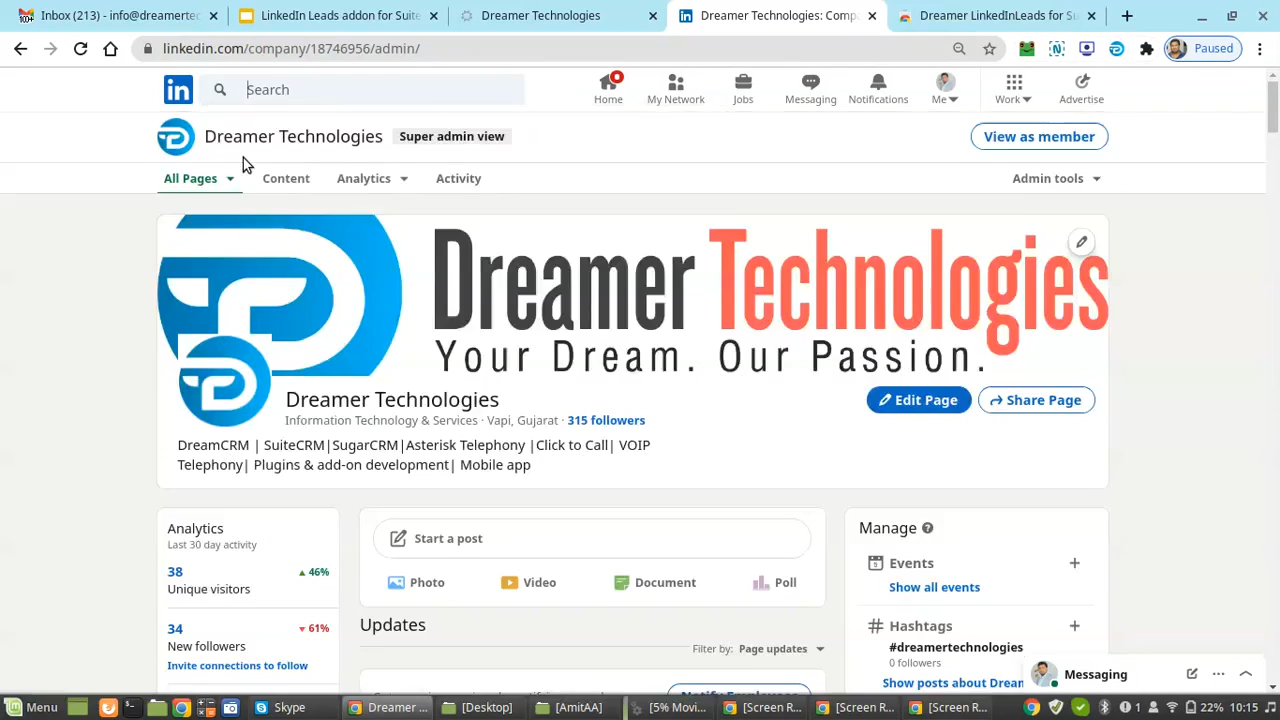 Inbox (213) - info@dreamertec
LinkedIn Leads addon for Suite
Dreamer Technologies
Dreamer Technologies: Compa
Dreamer LinkedInLeads for Su
linkedin.com/company/18746956/admin/
Paused
in Search
Home
My Network
Jobs
Messaging
Notifications
Me
Work
Advertise
Dreamer Technologies
Super admin view
View as member
All Pages
Content
Analytics
Activity
Admin tools
Dreamer Technologies
Your Dream. Our Passion.
Dreamer Technologies
Information Technology & Services · Vapi, Gujarat · 315 followers
Edit Page
Share Page
DreamCRM | SuiteCRM|SugarCRM|Asterisk Telephony |Click to Call| VOIP
Telephony| Plugins & add-on development| Mobile app
Analytics
Last 30 day activity
38 46%
Unique visitors
34 61%
New followers
Invite connections to follow
Start a post
Photo
Video
Document
Poll
Updates
Filter by: Page updates
Manage
Events
Show all events
Hashtags
#dreamertechnologies
0 followers
Show posts about Drean
Messaging
Menu
Skype
Dreamer ...
[Desktop]
[AmitAA]
[5% Movi...
[Screen R...
[Screen R...
[Screen R...
1
22%
10:15